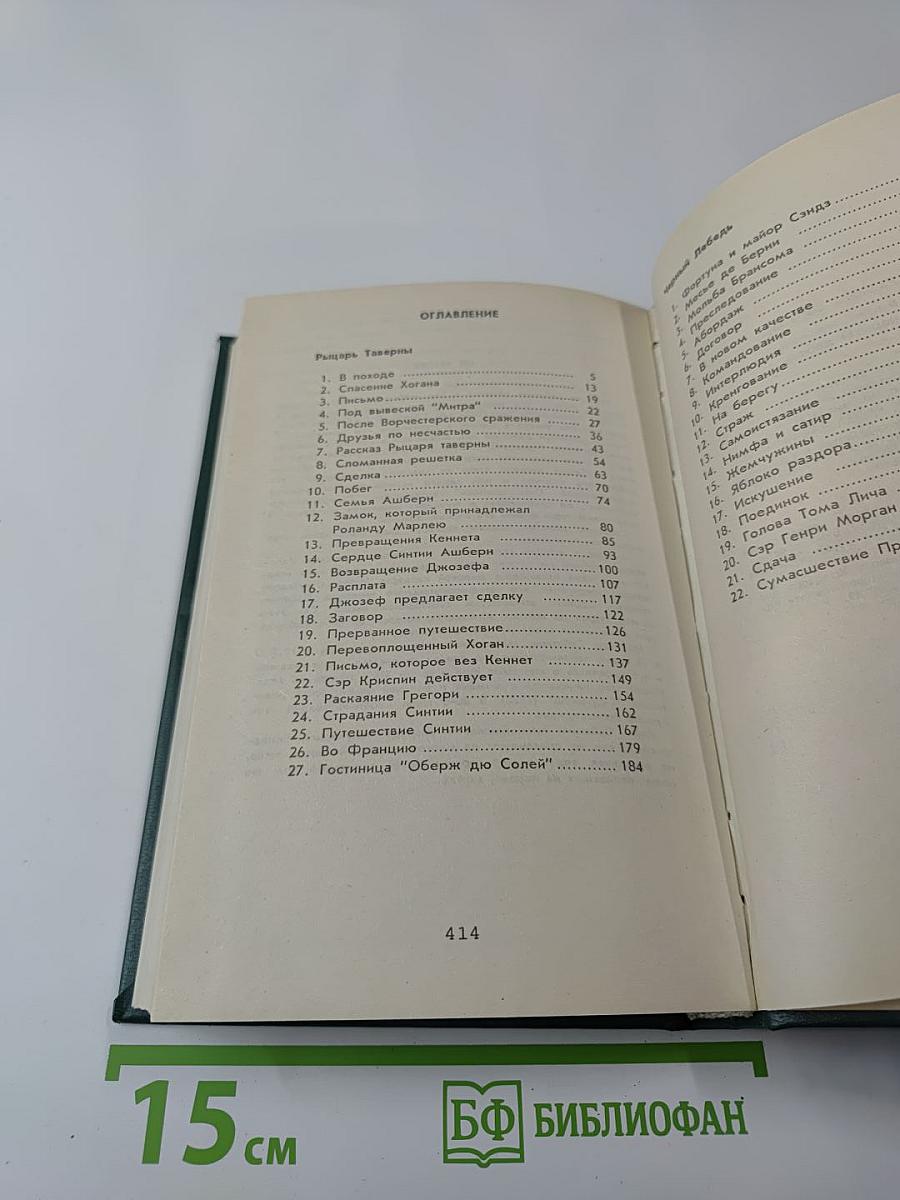 ОГЛАВЛЕНИЕ
Рыцарь Таверны
1. В походе ........ 5
2. Спасение Хогана ........ 13
3. Письмо ........ 19
4. Под вывеской "Митра" ........ 22
5. После Ворчестерского сражения ........ 27
6. Друзья по несчастью ........ 36
7. Рассказ Рыцаря таверны ........ 43
8. Сломанная решетка ........ 54
9. Сделка ........ 63
10. Побег ........ 70
11. Семья Ашберн ........ 74
12. Замок, который принадлежал
Роланду Марлею ........ 80
13. Превращения Кеннета ........ 85
14. Сердце Синтии Ашберн ........ 93
15. Возвращение Джозефа ........ 100
16. Расплата ........ 107
17. Джозеф предлагает сделку ........ 117
18. Заговор ........ 122
19. Прерванное путешествие ........ 126
20. Перевоплощенный Хоган ........ 131
21. Письмо, которое вез Кеннет ........ 137
22. Сэр Криспин действует ........ 149
23. Раскаяние Грегори ........ 154
24. Страдания Синтии ........ 162
25. Путешествие Синтии ........ 167
26. Во Францию ........ 179
27. Гостиница "Оберж дю Солей" ........ 184
414
Черный Лебедь
1. Фортуна и майор Сэндз ........
2. Месье де Берни ........
3. Мольба Брансома ........
4. Преследование ........
5. Абордаж ........
6. Договор ........
7. В новом качестве ........
8. Командование ........
9. Интерлюдия ........
10. Кренгование ........
11. На берегу ........
12. Страж ........
13. Самоистязание ........
14. Нимфа и сатир ........
15. Жемчужины ........
16. Яблоко раздора ........
17. Искушение ........
18. Поединок ........
19. Голова Тома Лича ........
20. Сэр Генри Морган
21. Сдача ........
22. Сумасшествие Пр
15 см
БФ БИБЛИОФАН